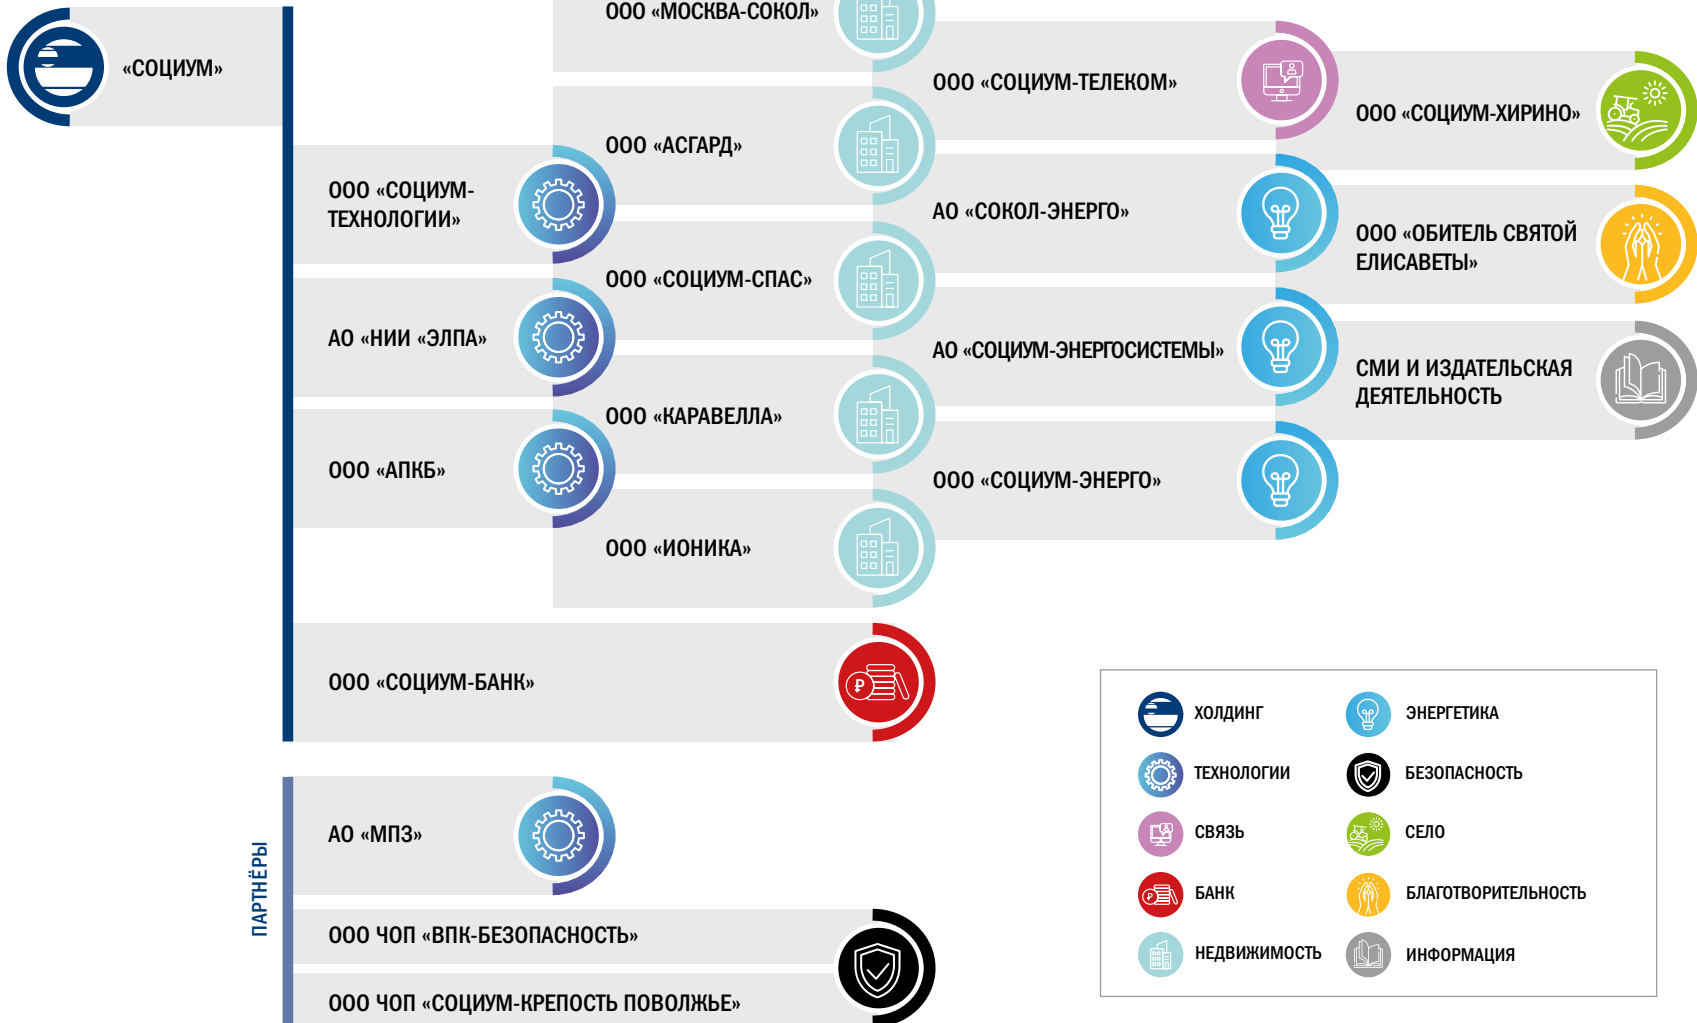 «СОЦИУМ»
ООО «СОЦИУМ-
ТЕХНОЛОГИИ»
АО «НИИ «ЭЛПА»
ООО «АПКБ»
ООО «МОСКВА-СОКОЛ»
ООО «АСГАРД»
ООО «СОЦИУМ-СПАС»
ООО «КАРАВЕЛЛА»
ООО «ИОНИКА»
ООО «СОЦИУМ-ТЕЛЕКОМ»
АО «СОКОЛ-ЭНЕРГО»
АО «СОЦИУМ-ЭНЕРГОСИСТЕМЫ»
ООО «СОЦИУМ-ЭНЕРГО»
ООО «СОЦИУМ-ХИРИНО»
ООО «ОБИТЕЛЬ СВЯТОЙ
ЕЛИСАВЕТЫ»
СМИ И ИЗДАТЕЛЬСКАЯ
ДЕЯТЕЛЬНОСТЬ
ООО «СОЦИУМ-БАНК»
ПАРТНЁРЫ
АО «МПЗ»
ООО ЧОП «ВПК-БЕЗОПАСНОСТЬ»
ООО ЧОП «СОЦИУМ-КРЕПОСТЬ ПОВОЛЖЬЕ»
ХОЛДИНГ
ТЕХНОЛОГИИ
СВЯЗЬ
БАНК
НЕДВИЖИМОСТЬ
ЭНЕРГЕТИКА
БЕЗОПАСНОСТЬ
СЕЛО
БЛАГОТВОРИТЕЛЬНОСТЬ
ИНФОРМАЦИЯ